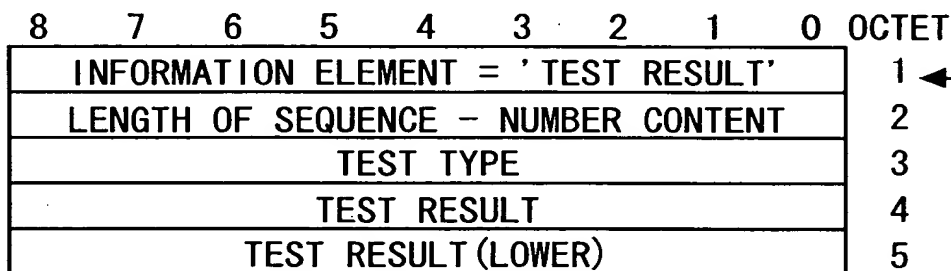 8 7 6 5 4 3 2 1 0 OCTET
INFORMATION ELEMENT = 'TEST RESULT' 1
LENGTH OF SEQUENCE - NUMBER CONTENT 2
TEST TYPE 3
TEST RESULT 4
TEST RESULT(LOWER) 5